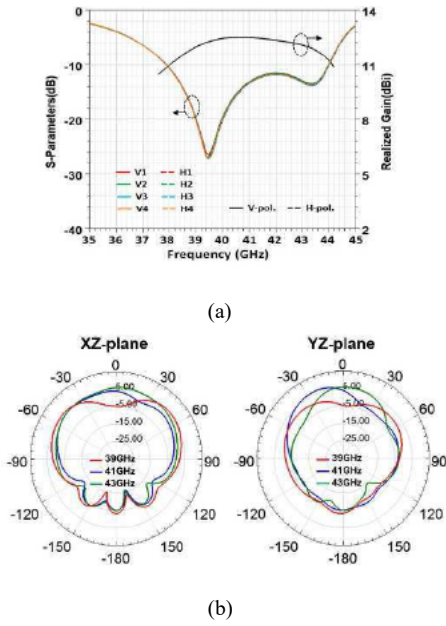 0
-10
-20
-30
-40
14
11
8
5
2
S-Parameters(dB)
Realized Gain(dBi)
V1 H1
V2 H2
V3 H3
V4 H4
V-pol. H-pol.
35 36 37 38 39 40 41 42 43 44 45
Frequency (GHz)
(a)
XZ-plane
0
-30 30
-60 60
-90 90
-120 120
-150 150
-180
5.00
-5.00
-15.00
-25.00
39GHz
41GHz
43GHz
YZ-plane
0
-30 30
-60 60
-90 90
-120 120
-150 150
-180
5.00
-5.00
-15.00
-25.00
39GHz
41GHz
43GHz
(b)